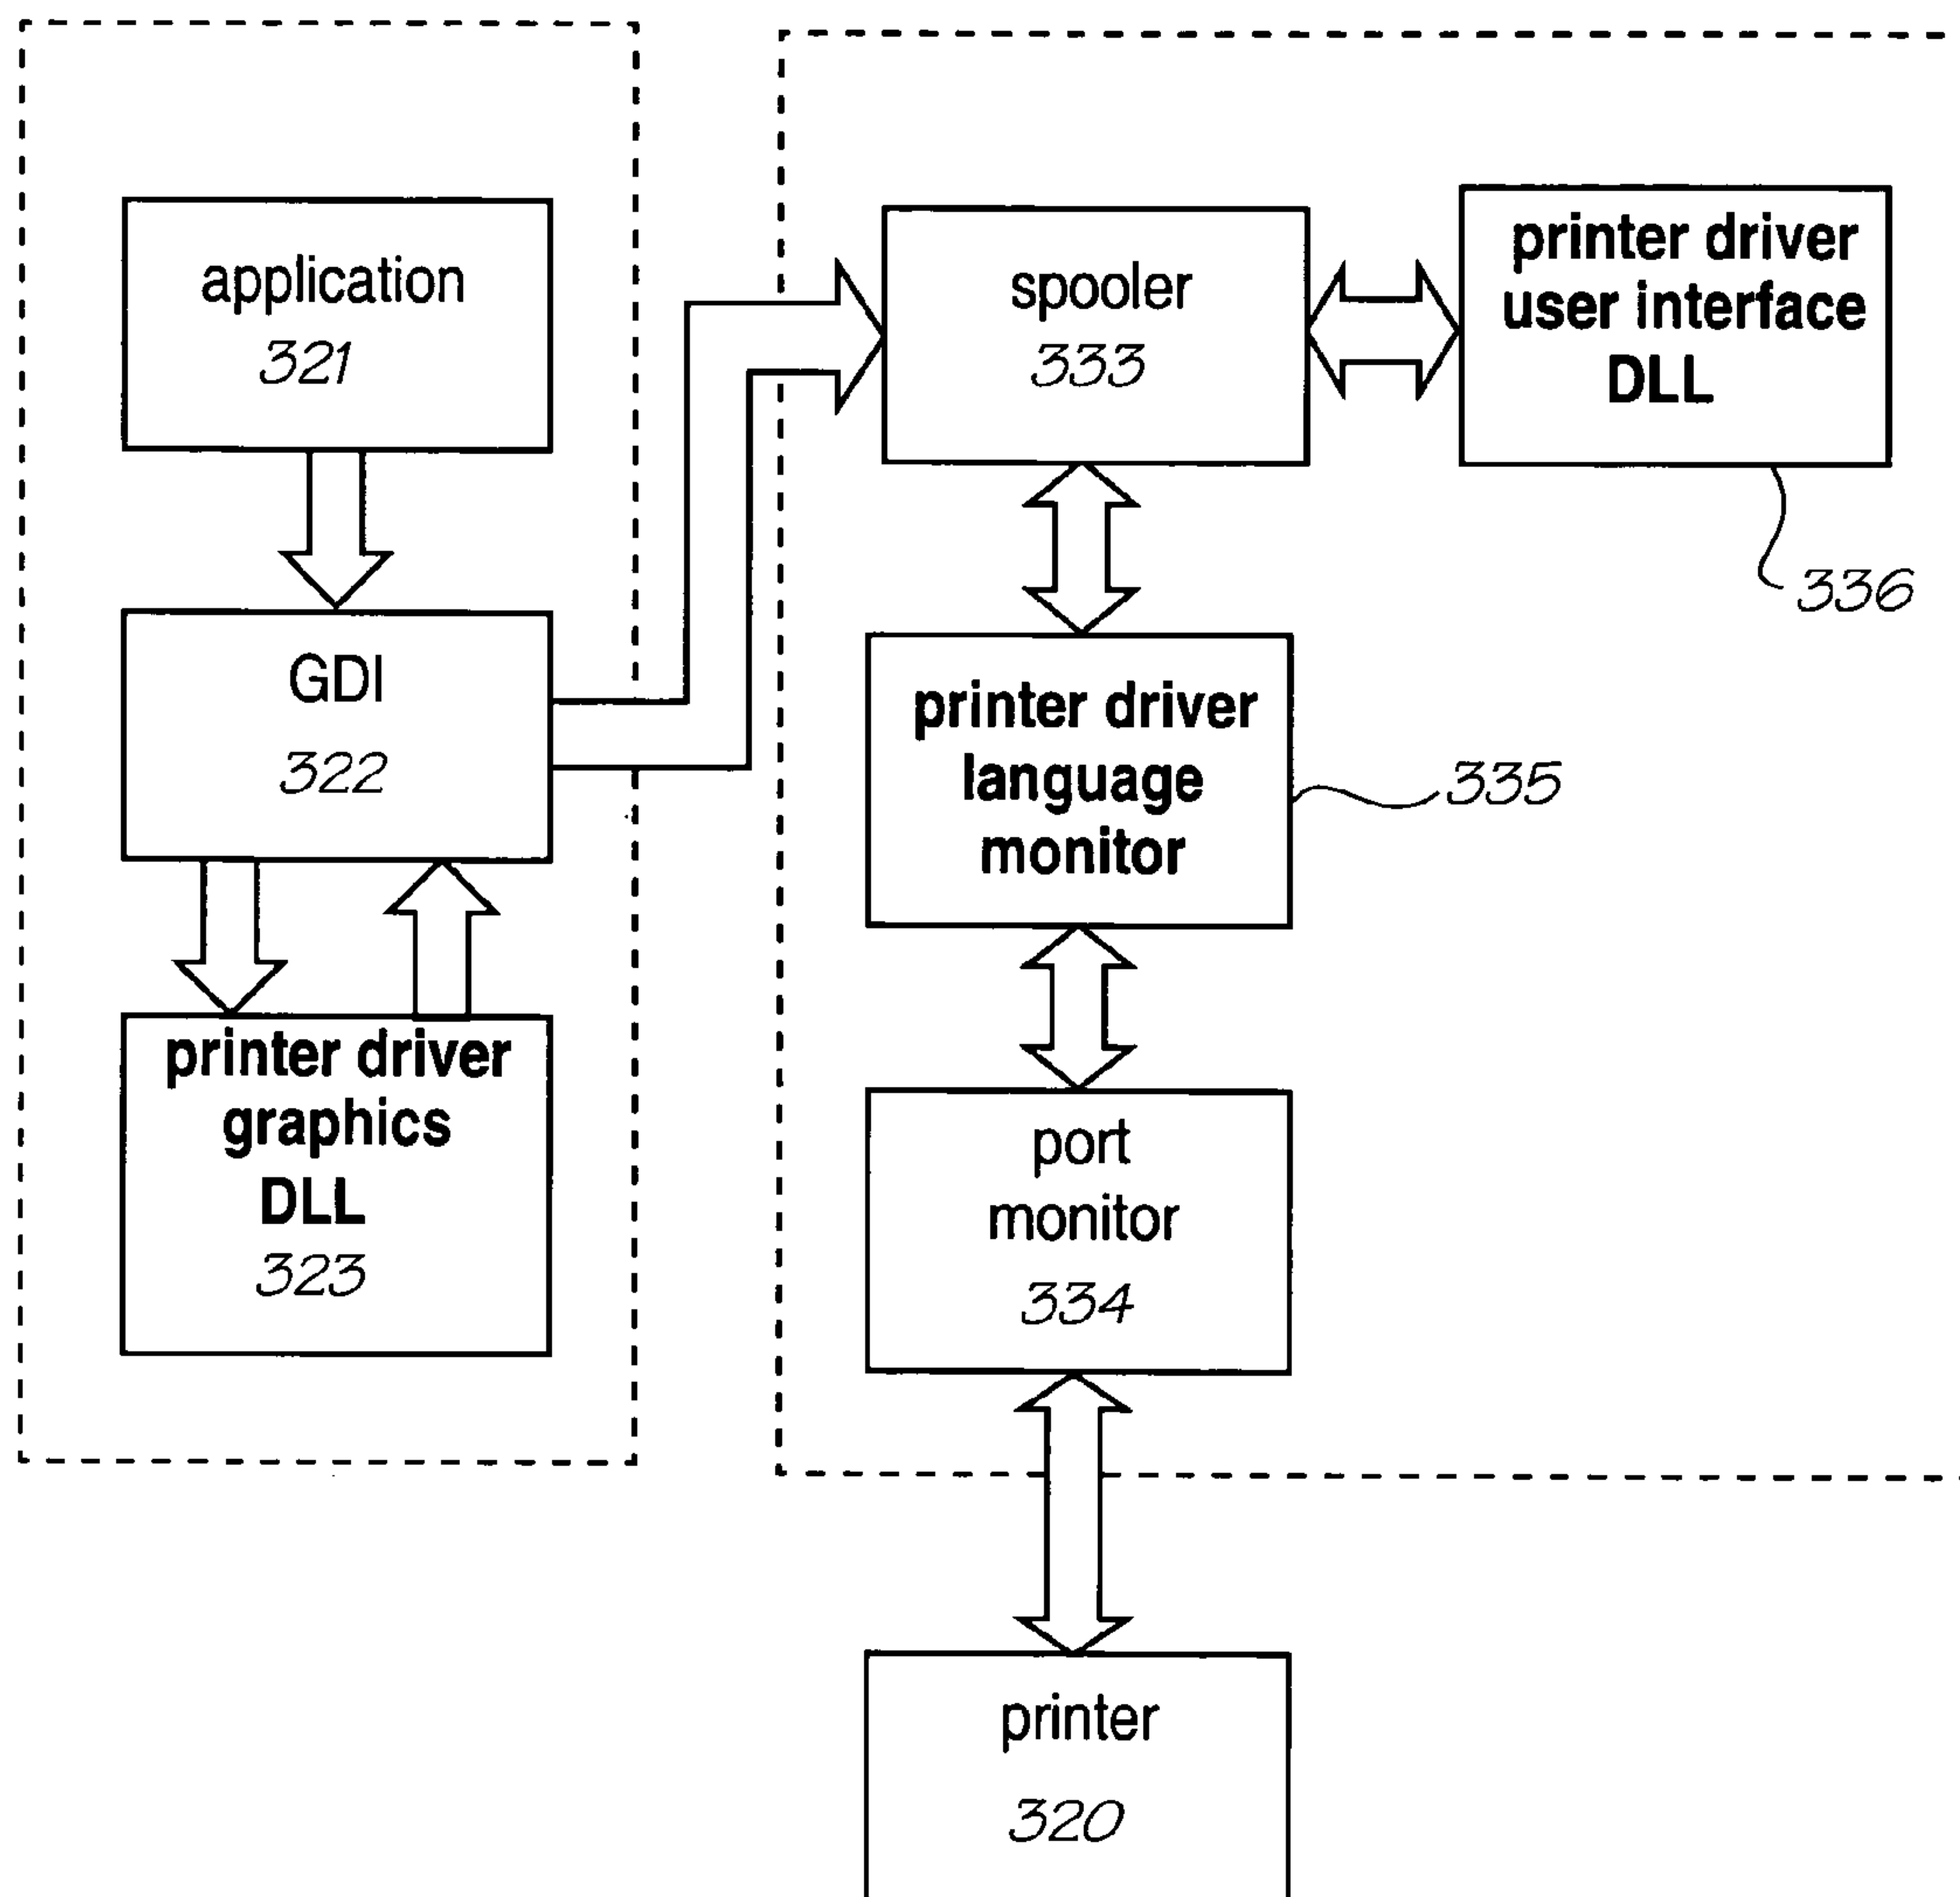 application
321
GDI
322
printer driver
graphics
DLL
323
spooler
333
printer driver
user interface
DLL
336
printer driver
language
monitor
335
port
monitor
334
printer
320